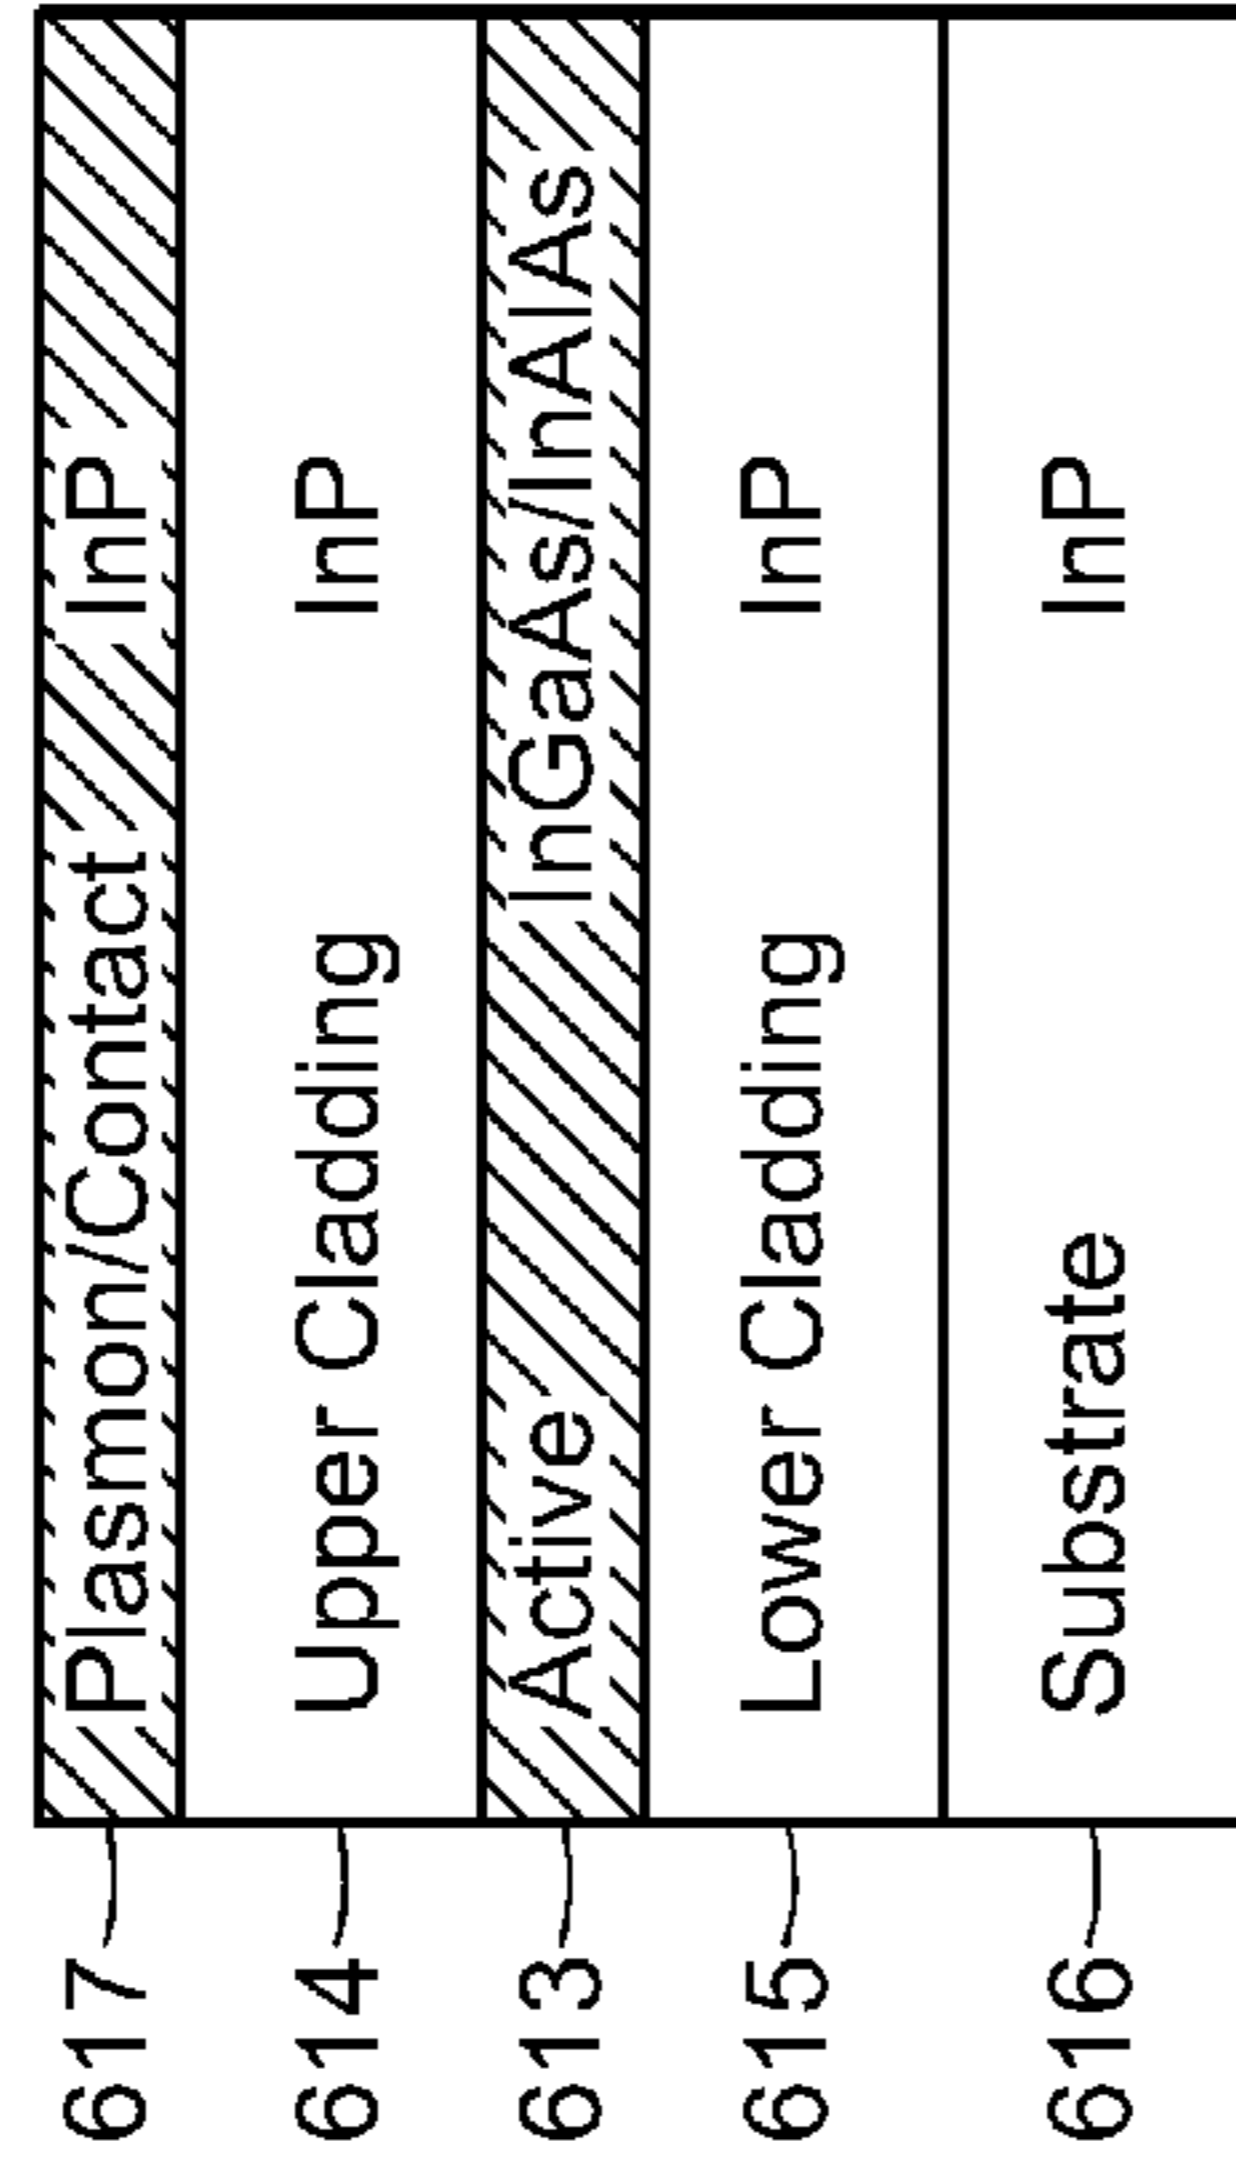 617 Plasmon/Contact InP
614 Upper Cladding InP
613 Active InGaAs/InAlAs
615 Lower Cladding InP
616 Substrate InP